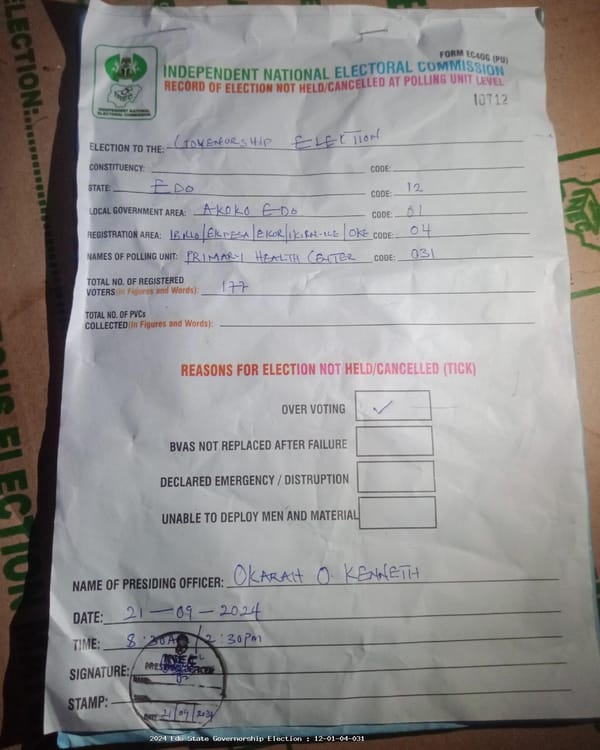 FORM EC40G (PU)
INDEPENDENT NATIONAL ELECTORAL COMMISSION
RECORD OF ELECTION NOT HELD/CANCELLED AT POLLING UNIT LEVEL
INEC
INDEPENDENT NATIONAL
ELECTORAL COMMISSION
10712
ELECTION TO THE: GOVENORSHIP ELECTION
CONSTITUENCY: CODE:
STATE: EDO CODE: 12
LOCAL GOVERNMENT AREA: AKOKO EDO CODE: 01
REGISTRATION AREA: IBILLO/EKPESA/EKOR/IKIRAN-ILE/OKE CODE: 04
NAMES OF POLLING UNIT: PRIMARY HEALTH CENTER CODE: 031
TOTAL NO. OF REGISTERED
VOTERS(In Figures and Words): 177
TOTAL NO. OF PVCs
COLLECTED(In Figures and Words):
REASONS FOR ELECTION NOT HELD/CANCELLED (TICK)
OVER VOTING ✓
BVAS NOT REPLACED AFTER FAILURE
DECLARED EMERGENCY / DISTRUPTION
UNABLE TO DEPLOY MEN AND MATERIAL
NAME OF PRESIDING OFFICER: OKARAH O. KENNETH
DATE: 21-09-2024
TIME: 8:30AM/2:30PM
SIGNATURE:
INEC
STAMP:
DATE 21/09/2024
2024 Edo State Governorship Election : 12-01-04-031
ELECTION: